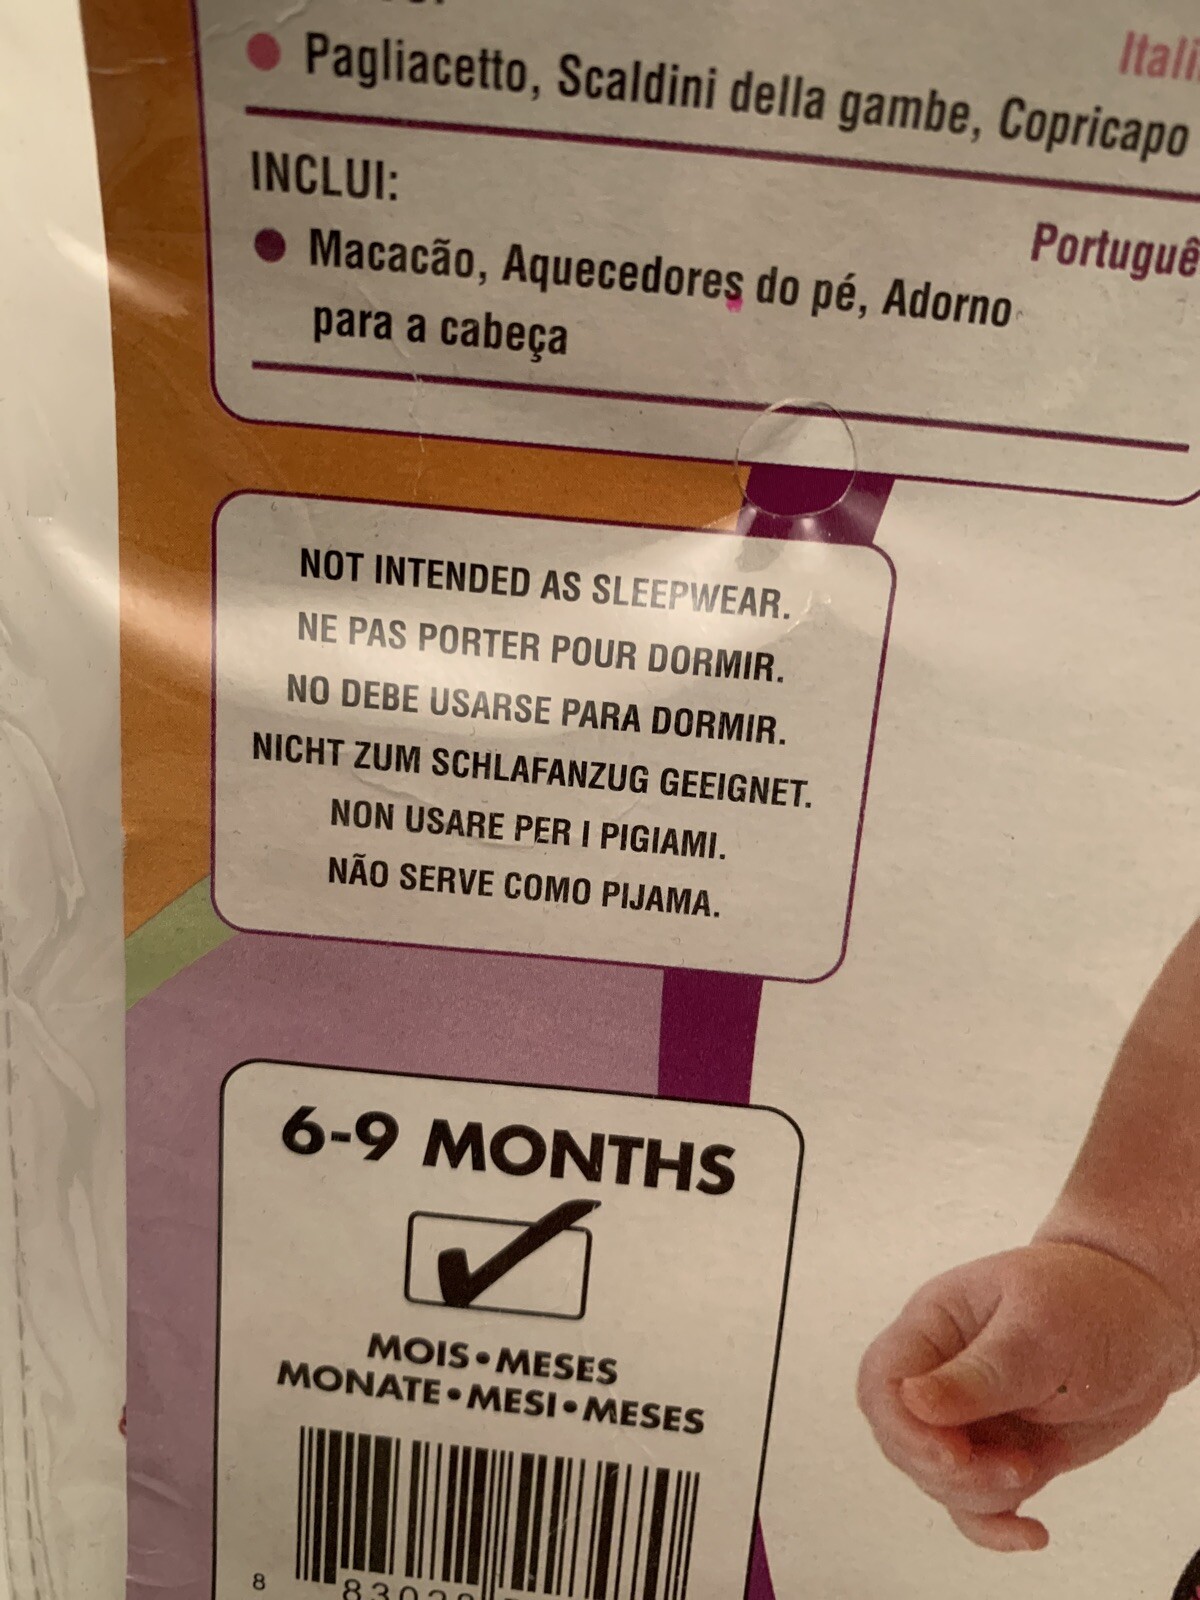 Itali
Pagliacetto, Scaldini della gambe, Copricapo
INCLUI:
Portuguê
Macacão, Aquecedores do pé, Adorno
para a cabeça
NOT INTENDED AS SLEEPWEAR.
NE PAS PORTER POUR DORMIR.
NO DEBE USARSE PARA DORMIR.
NICHT ZUM SCHLAFANZUG GEEIGNET.
NON USARE PER I PIGIAMI.
NÃO SERVE COMO PIJAMA.
6-9 MONTHS
MOIS•MESES
MONATE•MESI•MESES
8